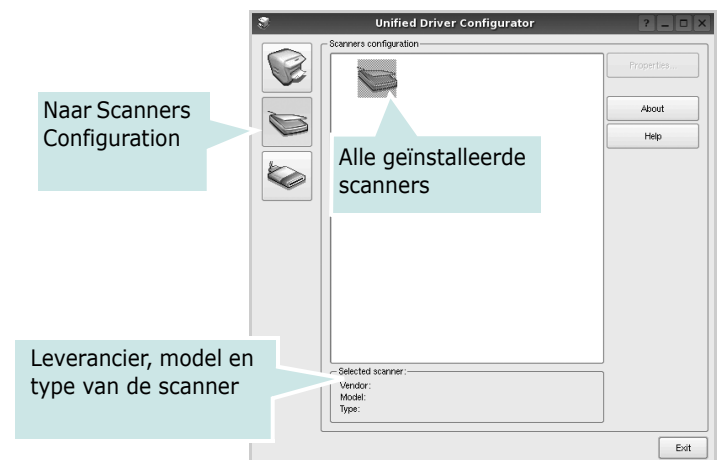 Unified Driver Configurator
Scanners configuration
Properties...
About
Help
Naar Scanners
Configuration
Alle geïnstalleerde
scanners
Leverancier, model en
type van de scanner
Selected scanner:
Vendor:
Model:
Type:
Exit